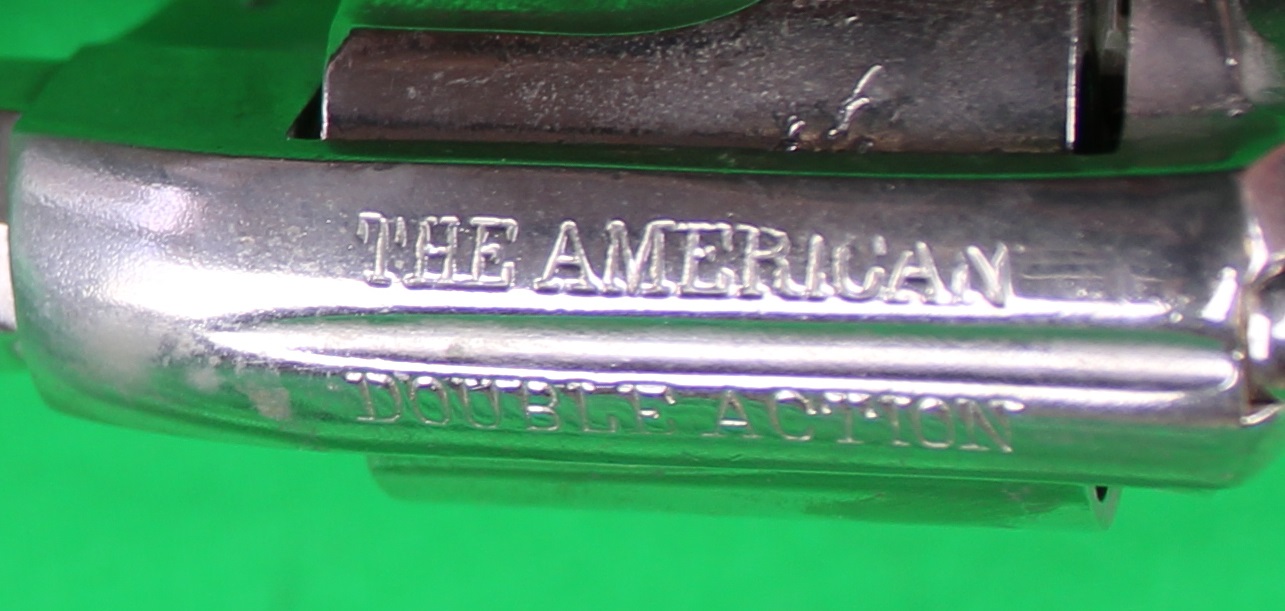 THE AMERICAN
DOUBLE ACTION